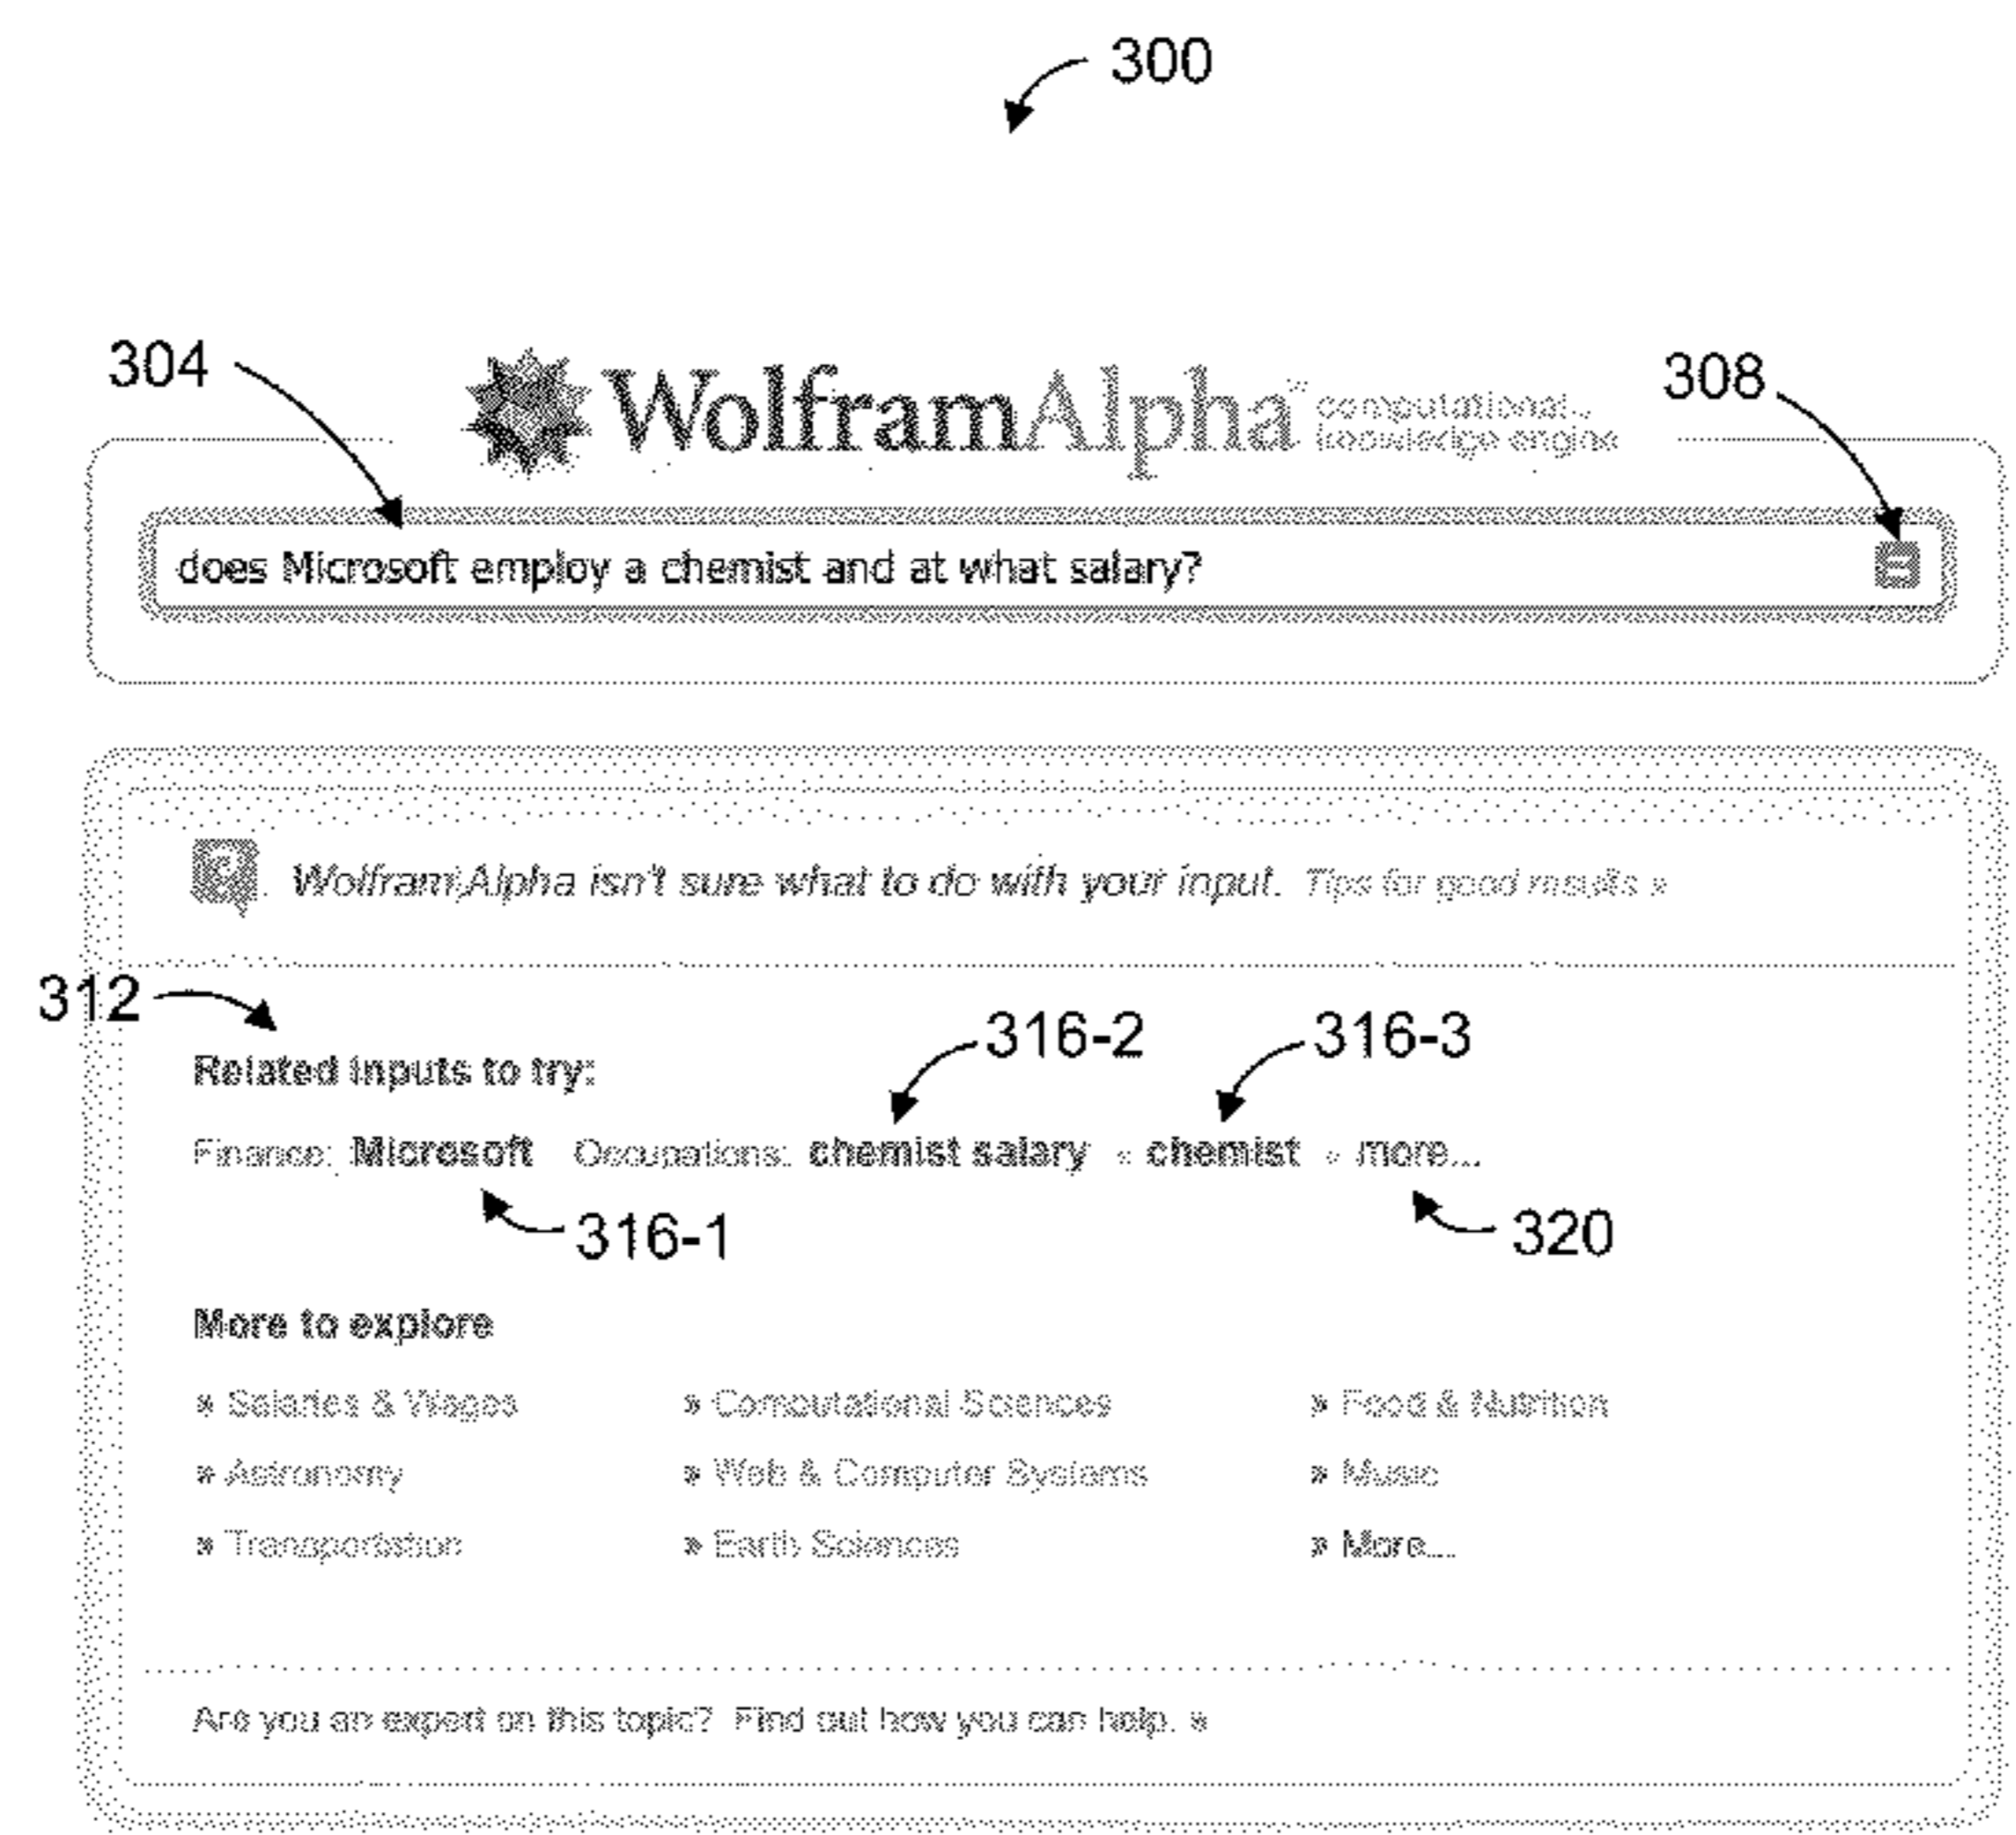 300
304
308
WolframAlpha™ computational
knowledge engine
does Microsoft employ a chemist and at what salary?
Wolfram|Alpha isn't sure what to do with your input. Tips for good results »
312
316-2
316-3
Related inputs to try:
Finance: Microsoft Occupations: chemist salary « chemist « more...
316-1
320
More to explore
» Salaries & Wages » Computational Sciences » Food & Nutrition
» Astronomy » Web & Computer Systems » Music
» Transportation » Earth Sciences » More...
Are you an expert on this topic? Find out how you can help. »